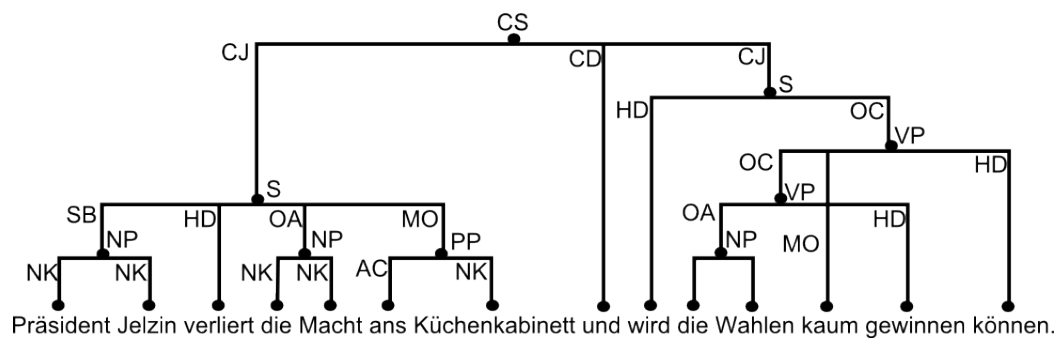 CS
CJ CD CJ
S
HD OC
VP
OC HD
S VP
SB HD OA MO OA HD
NP NP PP NP MO
NK NK NK NK AC NK
Präsident Jelzin verliert die Macht ans Küchenkabinett und wird die Wahlen kaum gewinnen können.